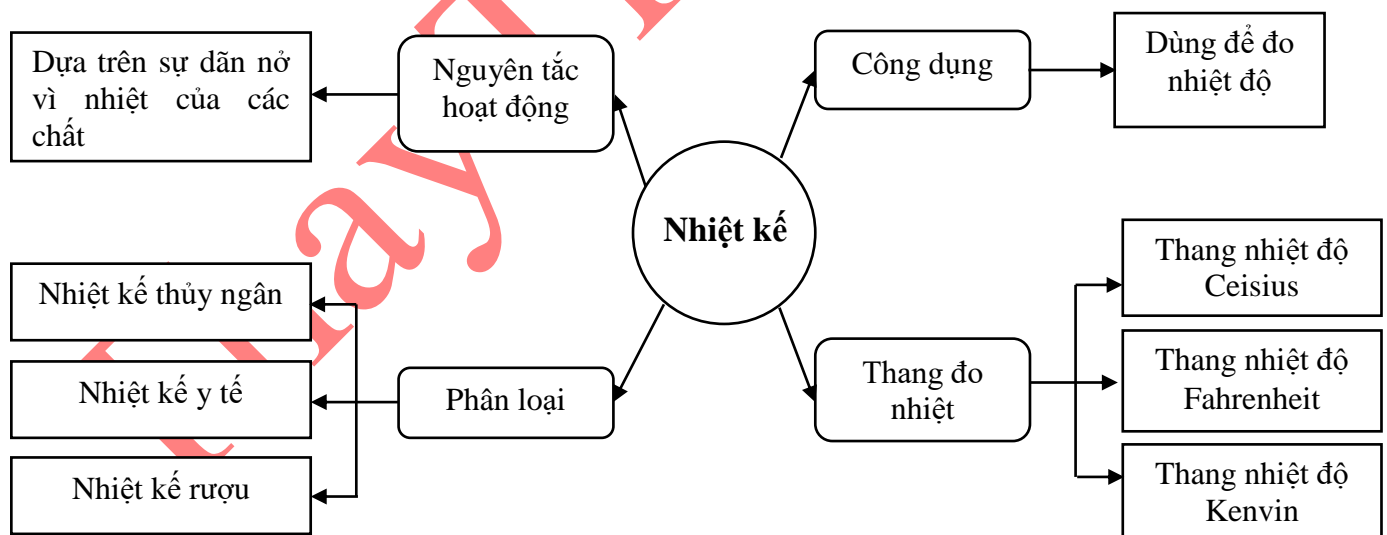 Nhiệt kế
Nguyên tắc
hoạt động
Dựa trên sự dãn nở
vì nhiệt của các
chất
Công dụng
Dùng để đo
nhiệt độ
Phân loại
Nhiệt kế thủy ngân
Nhiệt kế y tế
Nhiệt kế rượu
Thang đo
nhiệt
Thang nhiệt độ
Ceisius
Thang nhiệt độ
Fahrenheit
Thang nhiệt độ
Kenvin